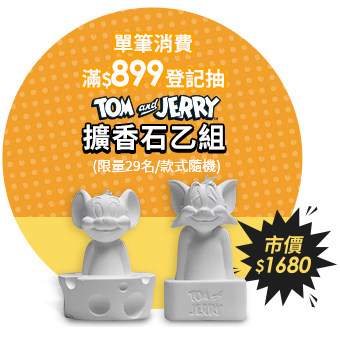 單筆消費
滿$899登記抽
TOM and JERRY
擴香石乙組
(限量29名/款式隨機)
市價
$1680
TOM and
JERRY